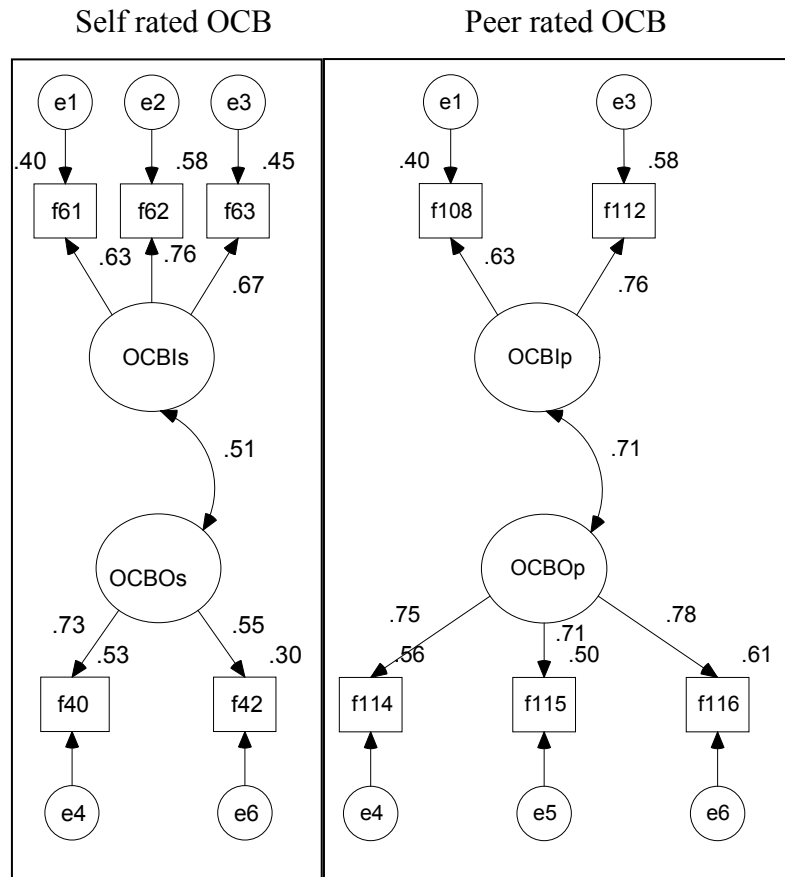 Self rated OCB
Peer rated OCB
e1 e2 e3
.40 .58 .45
f61 f62 f63
.63 .76 .67
OCBIs
.51
OCBOs
.73 .55
.53 .30
f40 f42
e4 e6
e1 e3
.40 .58
f108 f112
.63 .76
OCBIp
.71
OCBOp
.75 .71 .78
.56 .50 .61
f114 f115 f116
e4 e5 e6